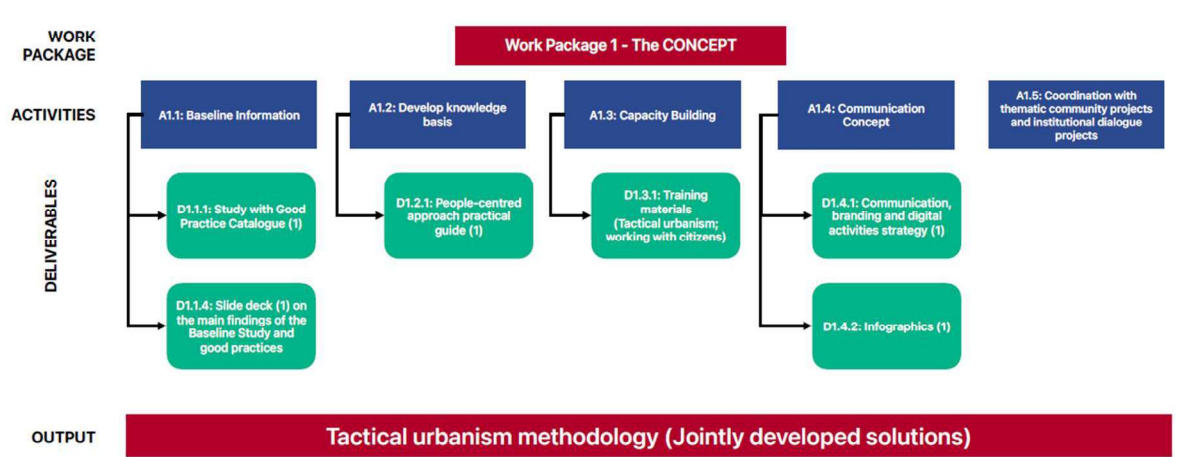 WORK
PACKAGE
Work Package 1 - The CONCEPT
ACTIVITIES
A1.1: Baseline Information
A1.2: Develop knowledge
basis
A1.3: Capacity Building
A1.4: Communication
Concept
A1.5: Coordination with
thematic community projects
and institutional dialogue
projects
DELIVERABLES
D1.1.1: Study with Good
Practice Catalogue (1)
D1.2.1: People-centred
approach practical
guide (1)
D1.3.1: Training
materials
(Tactical urbanism;
working with citizens)
D1.4.1: Communication,
branding and digital
activities strategy (1)
D1.1.4: Slide deck (1) on
the main findings of the
Baseline Study and
good practices
D1.4.2: Infographics (1)
OUTPUT
Tactical urbanism methodology (Jointly developed solutions)